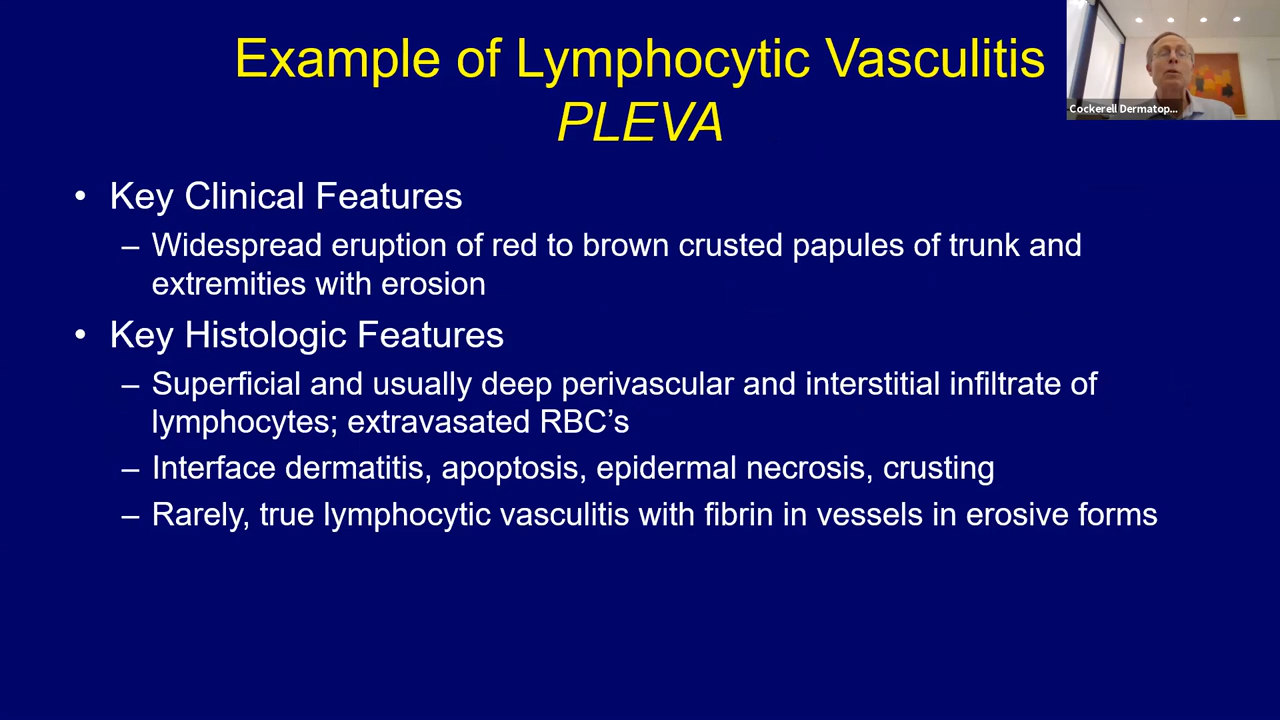 Example of Lymphocytic Vasculitis
PLEVA
Cockerell Dermatop...
• Key Clinical Features
– Widespread eruption of red to brown crusted papules of trunk and
extremities with erosion
• Key Histologic Features
– Superficial and usually deep perivascular and interstitial infiltrate of
lymphocytes; extravasated RBC’s
– Interface dermatitis, apoptosis, epidermal necrosis, crusting
– Rarely, true lymphocytic vasculitis with fibrin in vessels in erosive forms